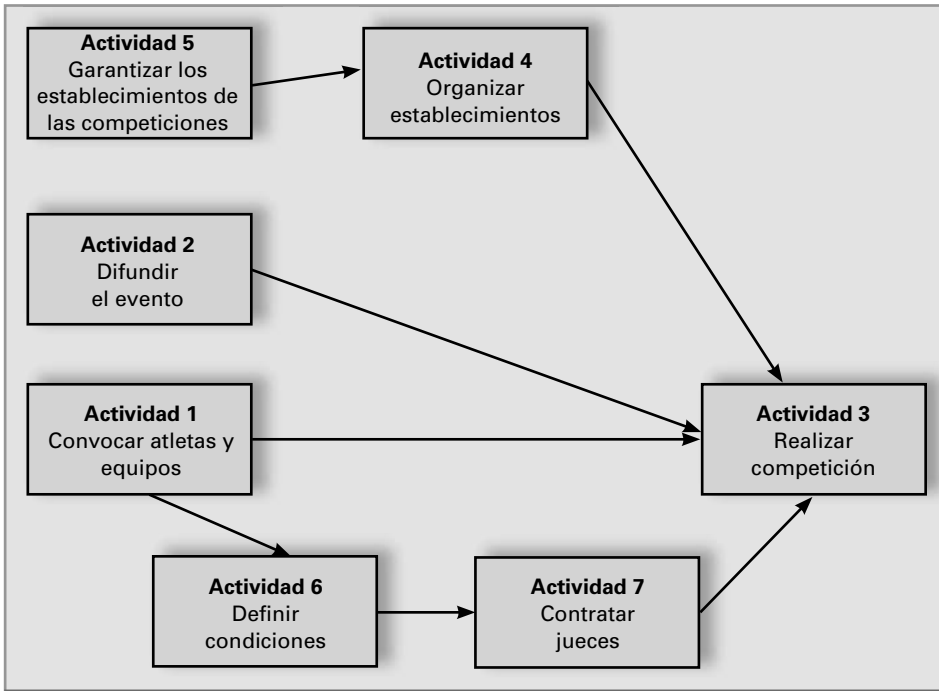 Actividad 5
Garantizar los
establecimientos de
las competiciones
Actividad 4
Organizar
establecimientos
Actividad 2
Difundir
el evento
Actividad 1
Convocar atletas y
equipos
Actividad 3
Realizar
competición
Actividad 6
Definir
condiciones
Actividad 7
Contratar
jueces